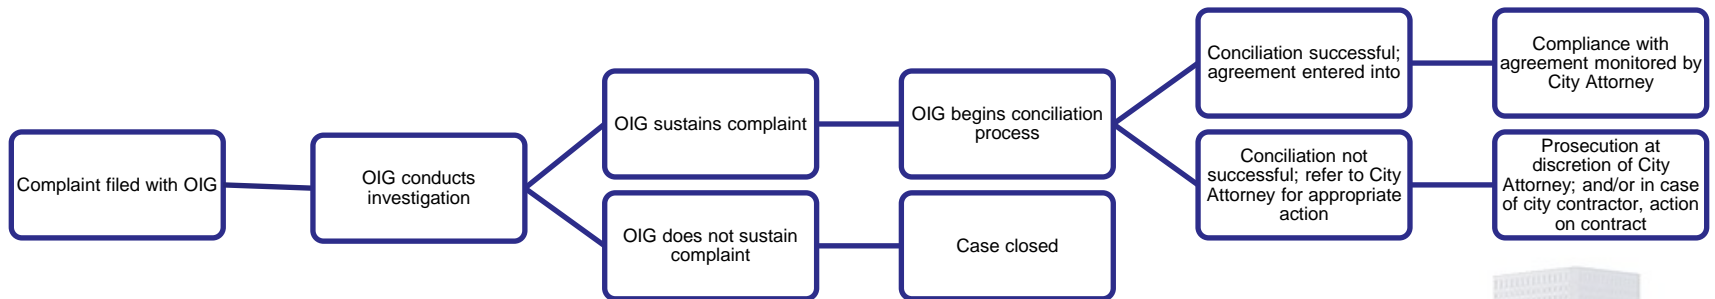 Complaint filed with OIG
OIG conducts
investigation
OIG sustains complaint
OIG does not sustain
complaint
OIG begins conciliation
process
Case closed
Conciliation successful;
agreement entered into
Conciliation not
successful; refer to City
Attorney for appropriate
action
Compliance with
agreement monitored by
City Attorney
Prosecution at
discretion of City
Attorney; and/or in case
of city contractor, action
on contract